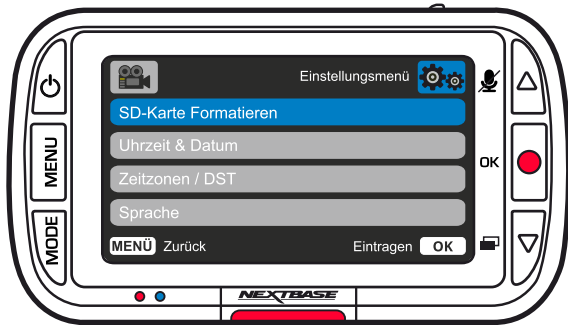 Einstellungsmenü
SD-Karte Formatieren
Uhrzeit & Datum
Zeitzonen / DST
Sprache
MENÜ Zurück Eintragen OK
MENU
MODE
OK
NEXTBASE